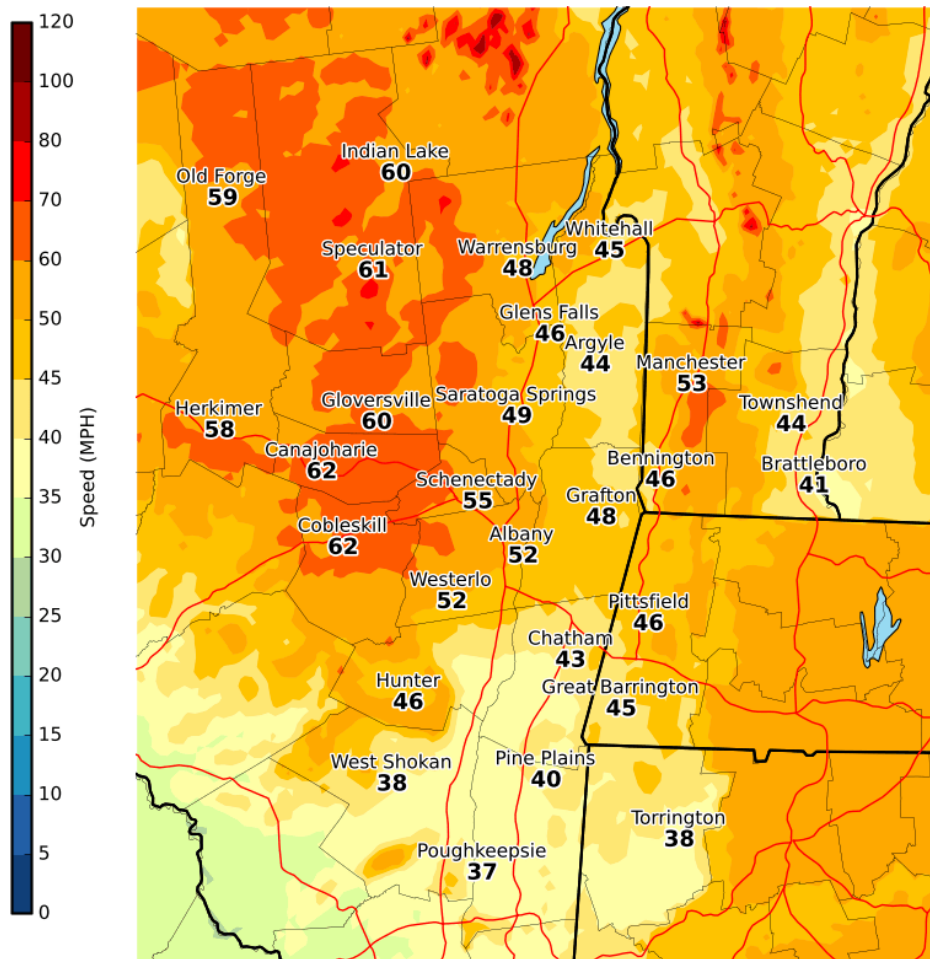 120
100
80
70
60
50
45
40
35
30
25
20
15
10
5
0
Speed (MPH)
Indian Lake
60
Old Forge
59
Whitehall
45
Speculator
61
Warrensburg
48
Glens Falls
46
Argyle
44
Manchester
53
Saratoga Springs
49
Gloversville
60
Herkimer
58
Townshend
44
Canajoharie
62
Bennington
46
Brattleboro
41
Schenectady
55
Grafton
48
Cobleskill
62
Albany
52
Westerlo
52
Pittsfield
46
Chatham
43
Hunter
46
Great Barrington
45
West Shokan
38
Pine Plains
40
Torrington
38
Poughkeepsie
37